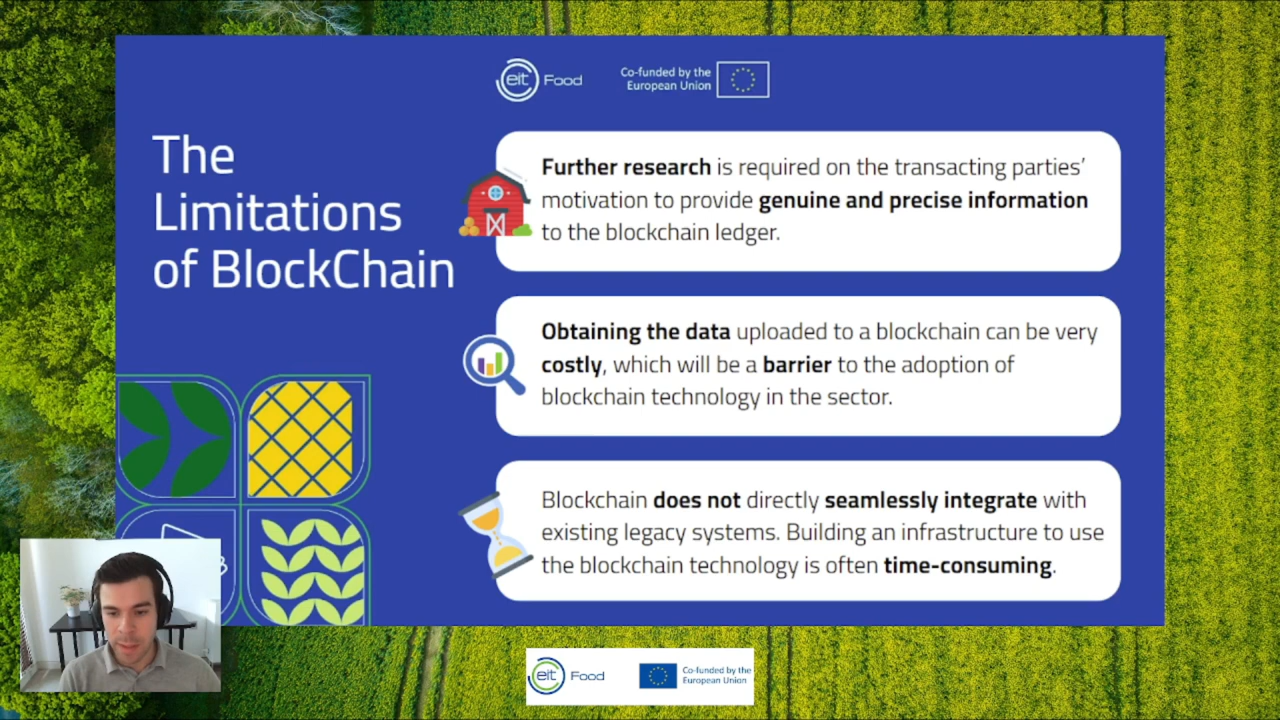 eit Food
Co-funded by the
European Union
The
Limitations
of BlockChain
Further research is required on the transacting parties’
motivation to provide genuine and precise information
to the blockchain ledger.
Obtaining the data uploaded to a blockchain can be very
costly, which will be a barrier to the adoption of
blockchain technology in the sector.
Blockchain does not directly seamlessly integrate with
existing legacy systems. Building an infrastructure to use
the blockchain technology is often time-consuming.
eit Food
Co-funded by the
European Union